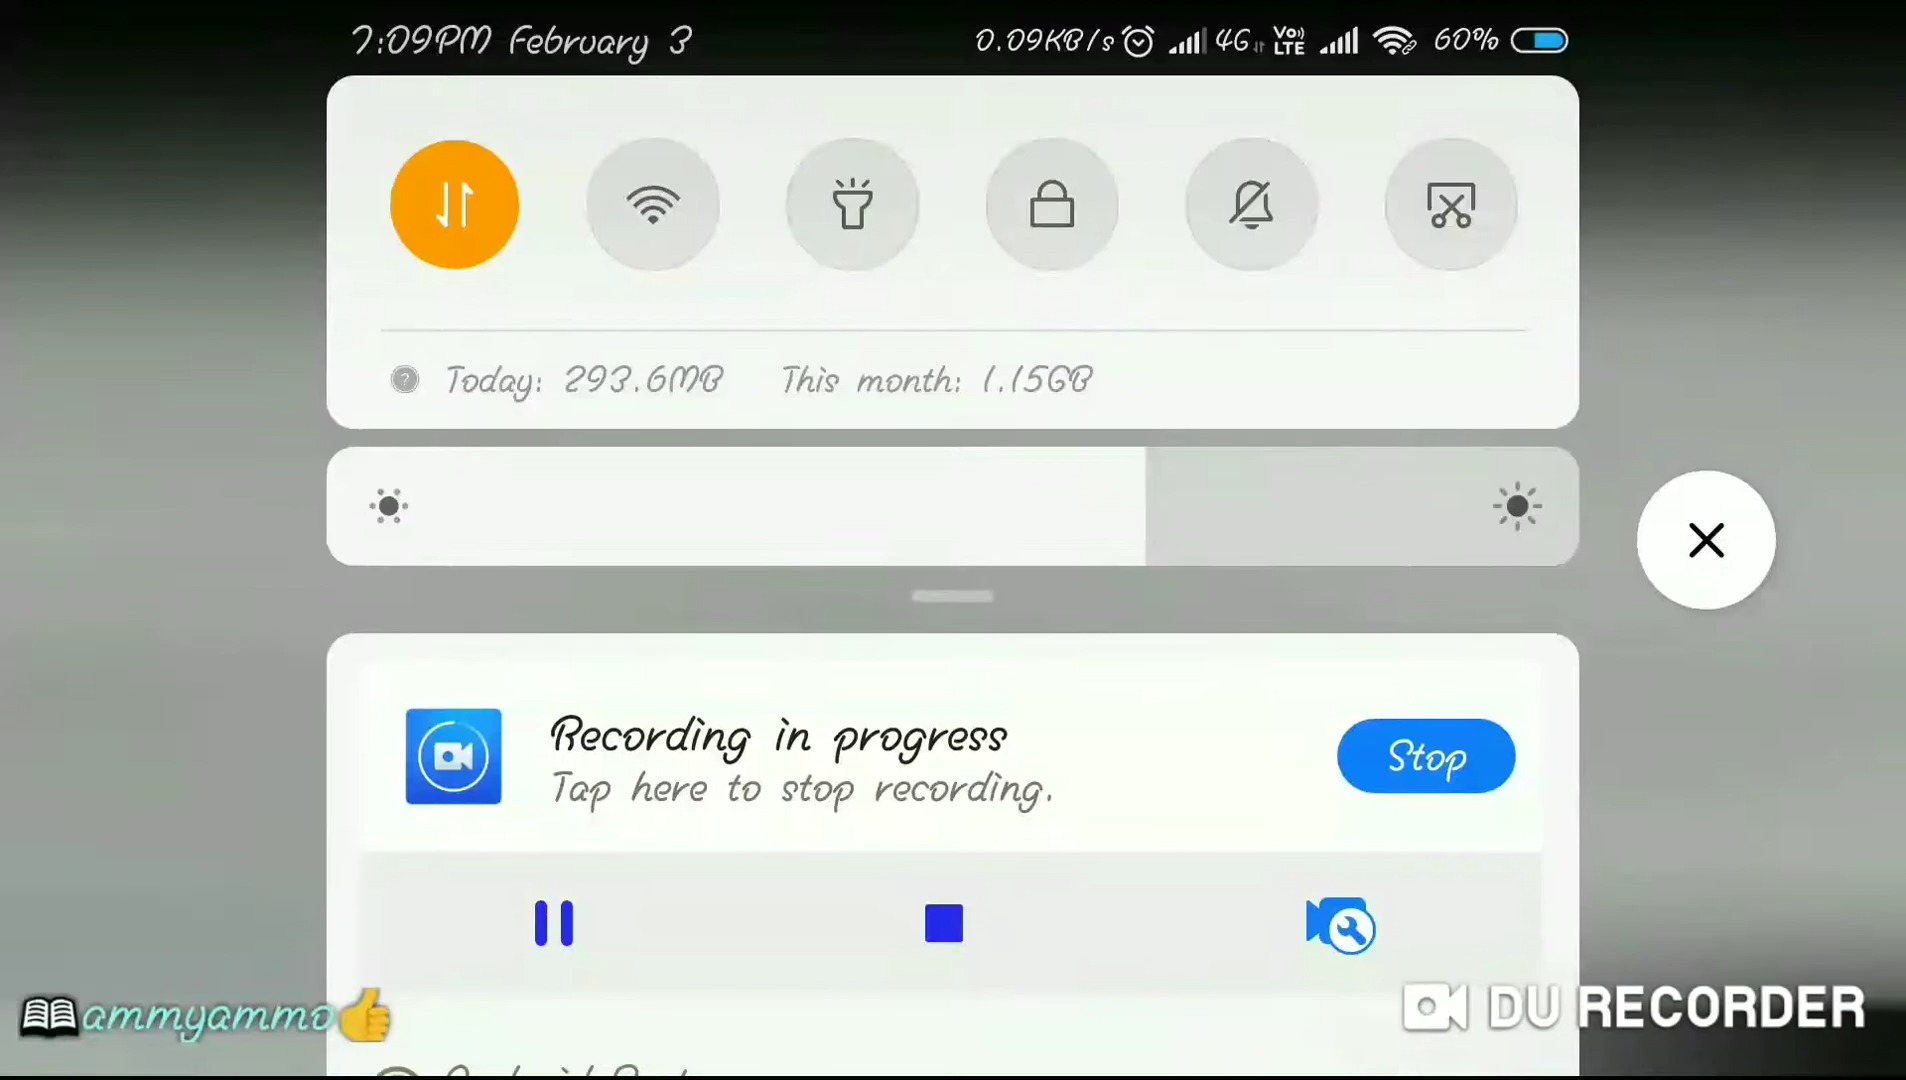 7:09PM February 3 0.09KB/s 4G Vo)) LTE 60%
Today: 293.6MB This month: 1.15GB
Recording in progress
Tap here to stop recording.
Stop
ammyammo
DU RECORDER